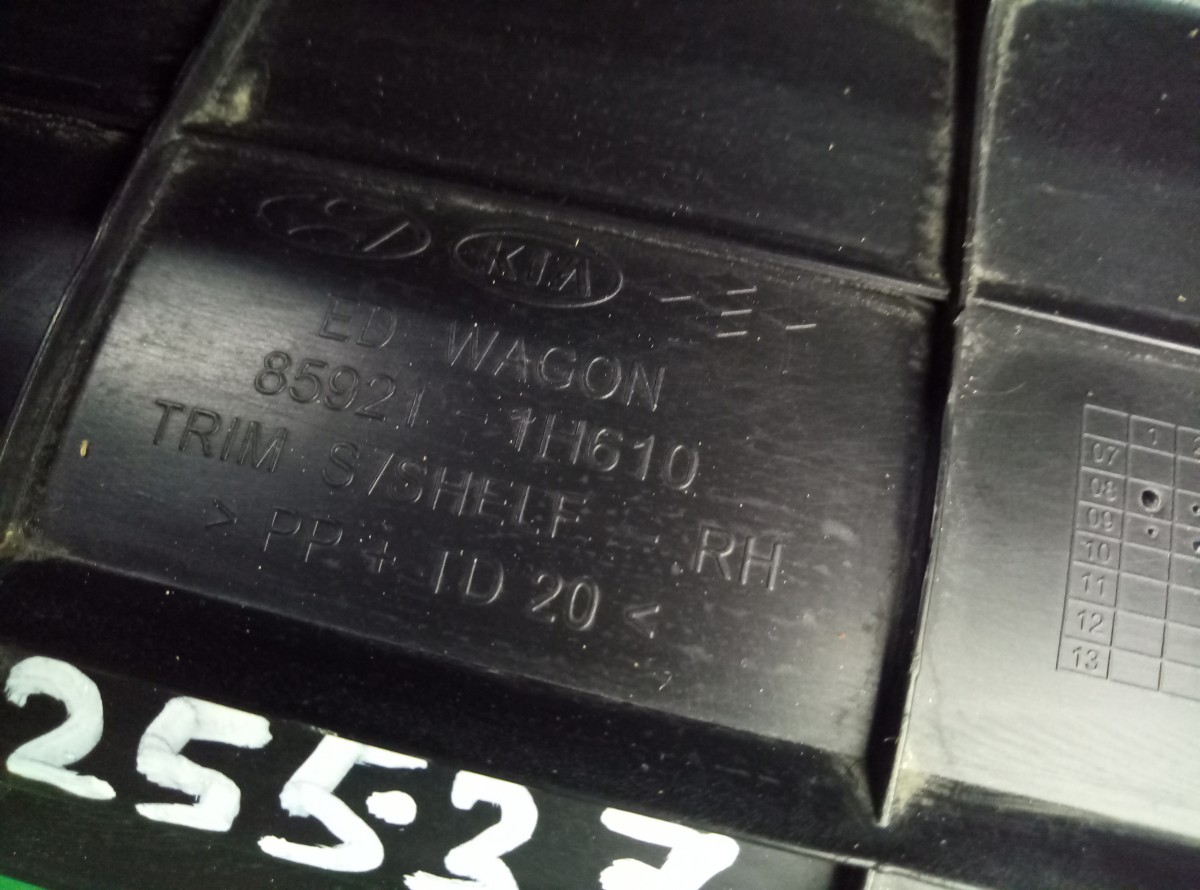 KIA
ED WAGON
85921 - 1H610
TRIM S/SHELF RH
> PP + TD 20 <
1 2
07
08
09
10
11
12
13